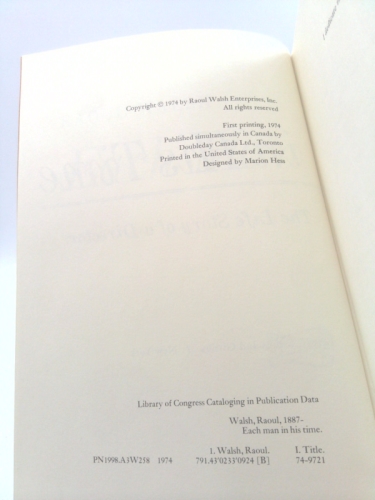 Copyright © 1974 by Raoul Walsh Enterprises, Inc.
All rights reserved
First printing, 1974
Published simultaneously in Canada by
Doubleday Canada Ltd., Toronto
Printed in the United States of America
Designed by Marion Hess
Library of Congress Cataloging in Publication Data
Walsh, Raoul, 1887-
Each man in his time.
1. Walsh, Raoul. I. Title.
PN1998.A3W258 1974 791.43'0233'0924 [B] 74-9721